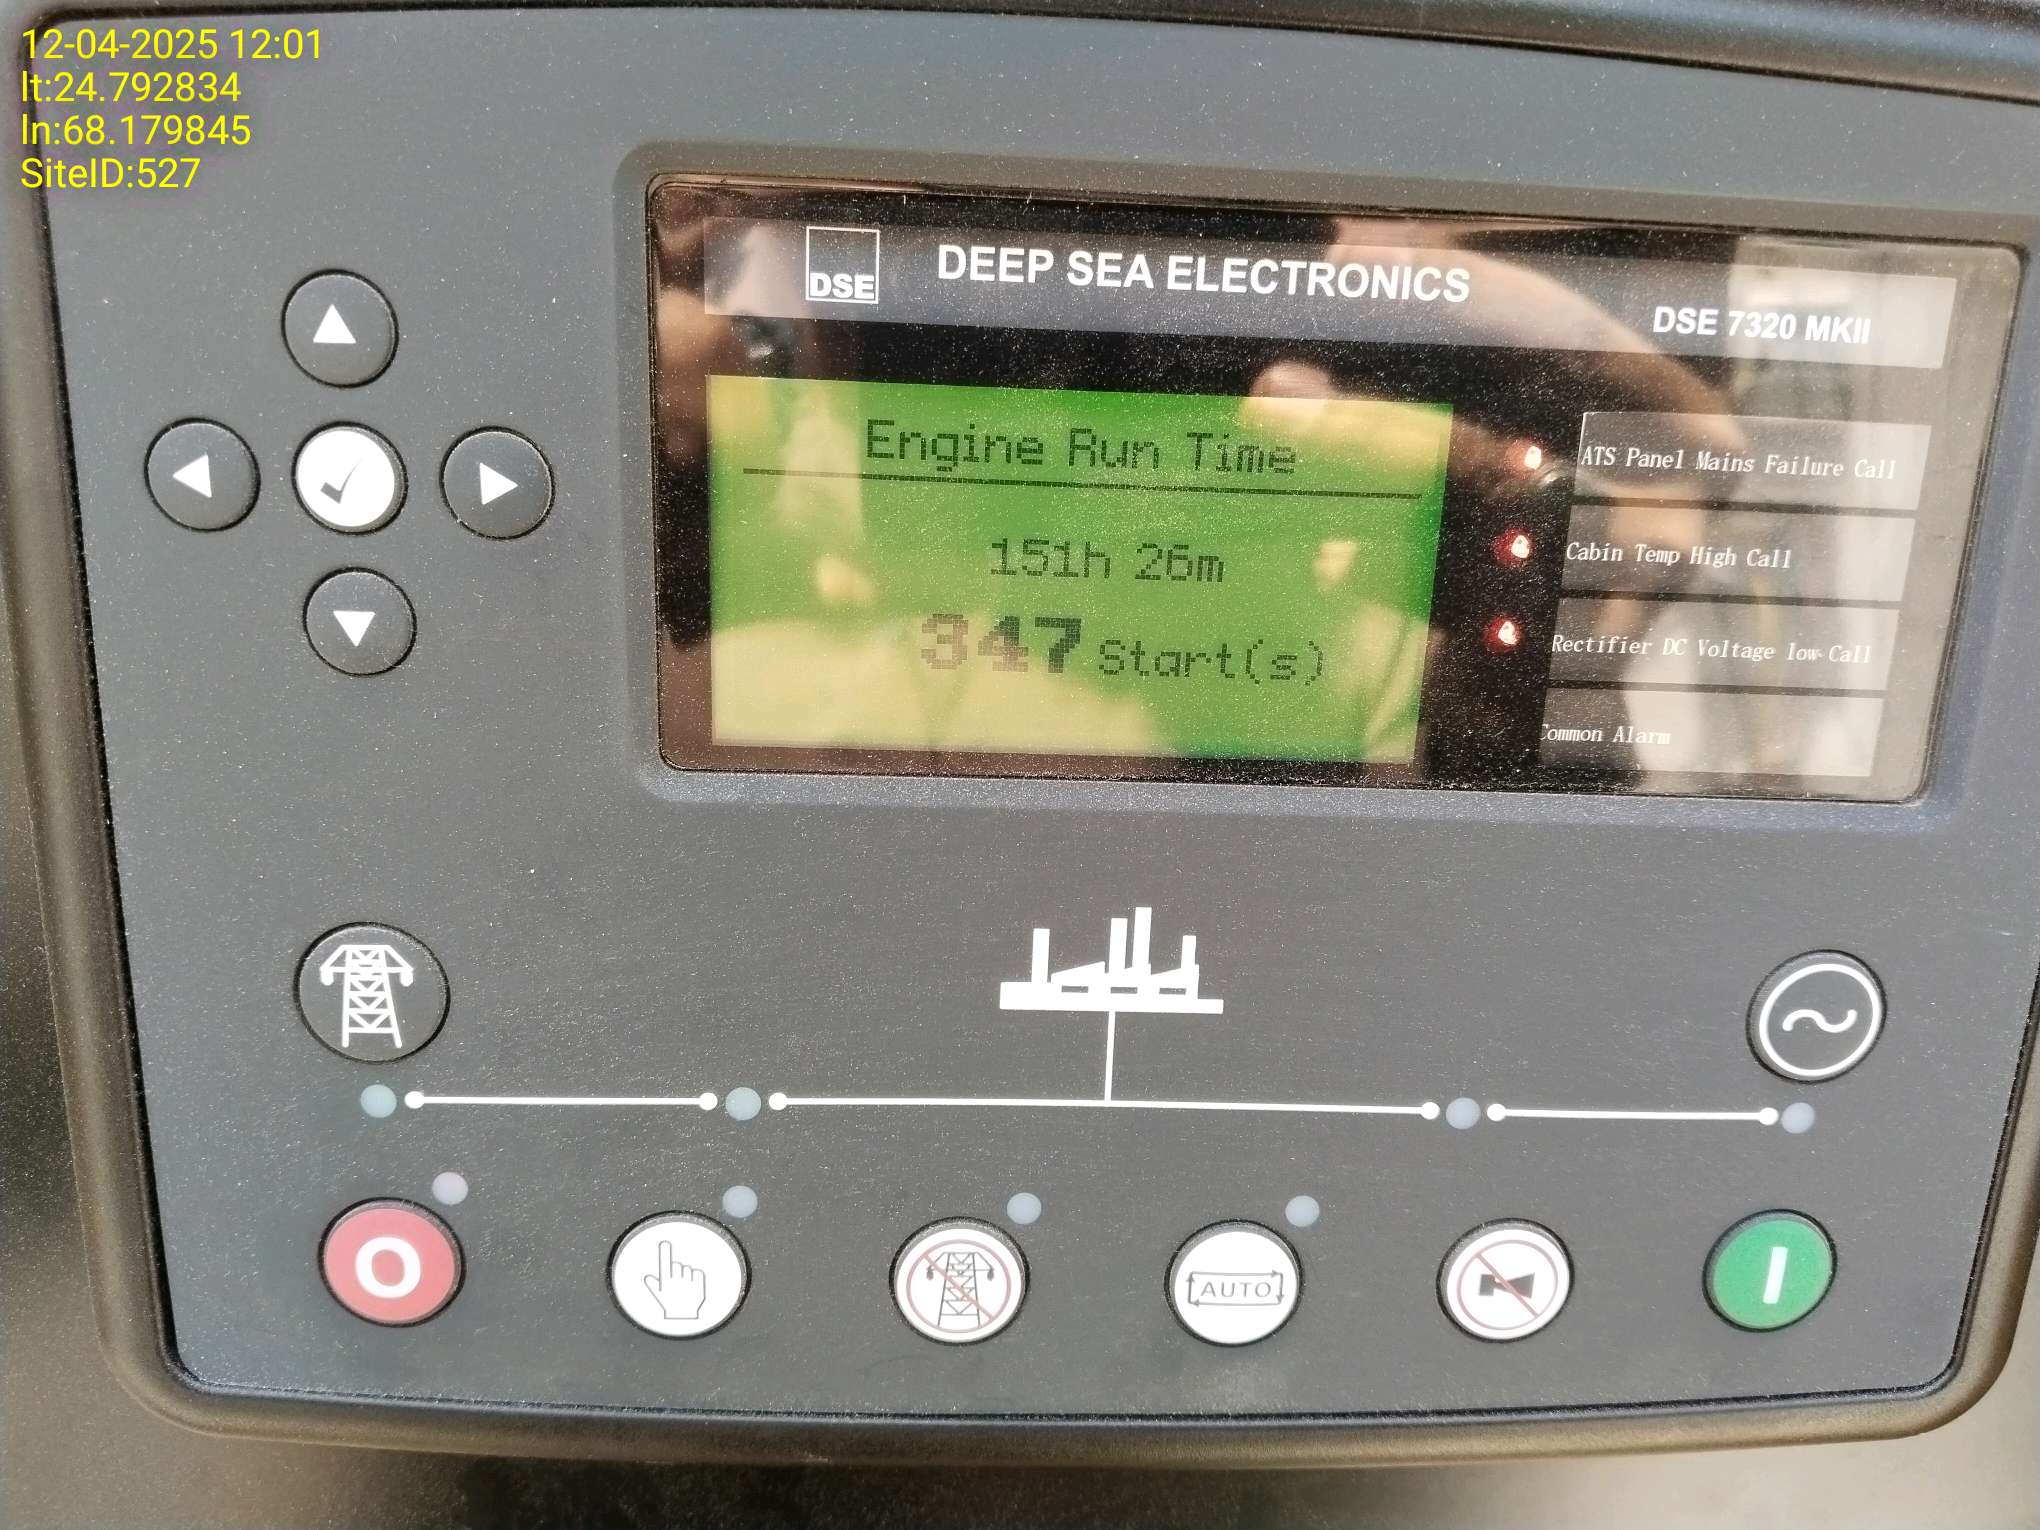 12-04-2025 12:01
lt:24.792834
ln:68.179845
SiteID:527
DSE
DEEP SEA ELECTRONICS
DSE 7320 MKII
Engine Run Time
151h 26m
347 Start(s)
ATS Panel Mains Failure Call
Cabin Temp High Call
Rectifier DC Voltage low Call
Common Alarm
AUTO